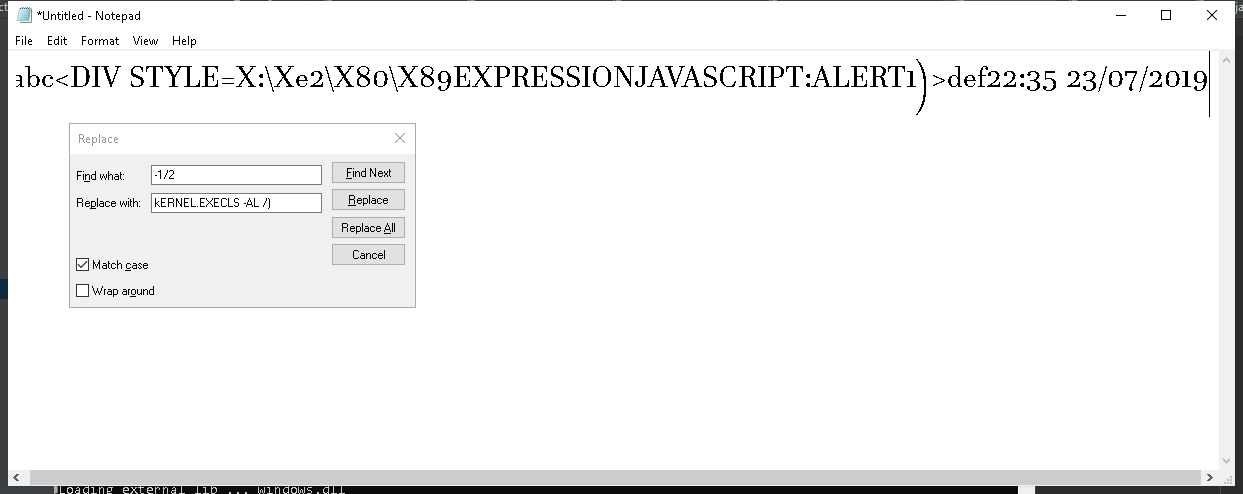 *Untitled - Notepad
File Edit Format View Help
abc<DIV STYLE=X:\Xe2\X80\X89EXPRESSIONJAVASCRIPT:ALERT1)>def22:35 23/07/2019
Replace
Find what: -1/2 Find Next
Replace with: kERNEL.EXECLS -AL /) Replace
Replace All
Cancel
Match case
Wrap around
Loading external lib ... windows.dll